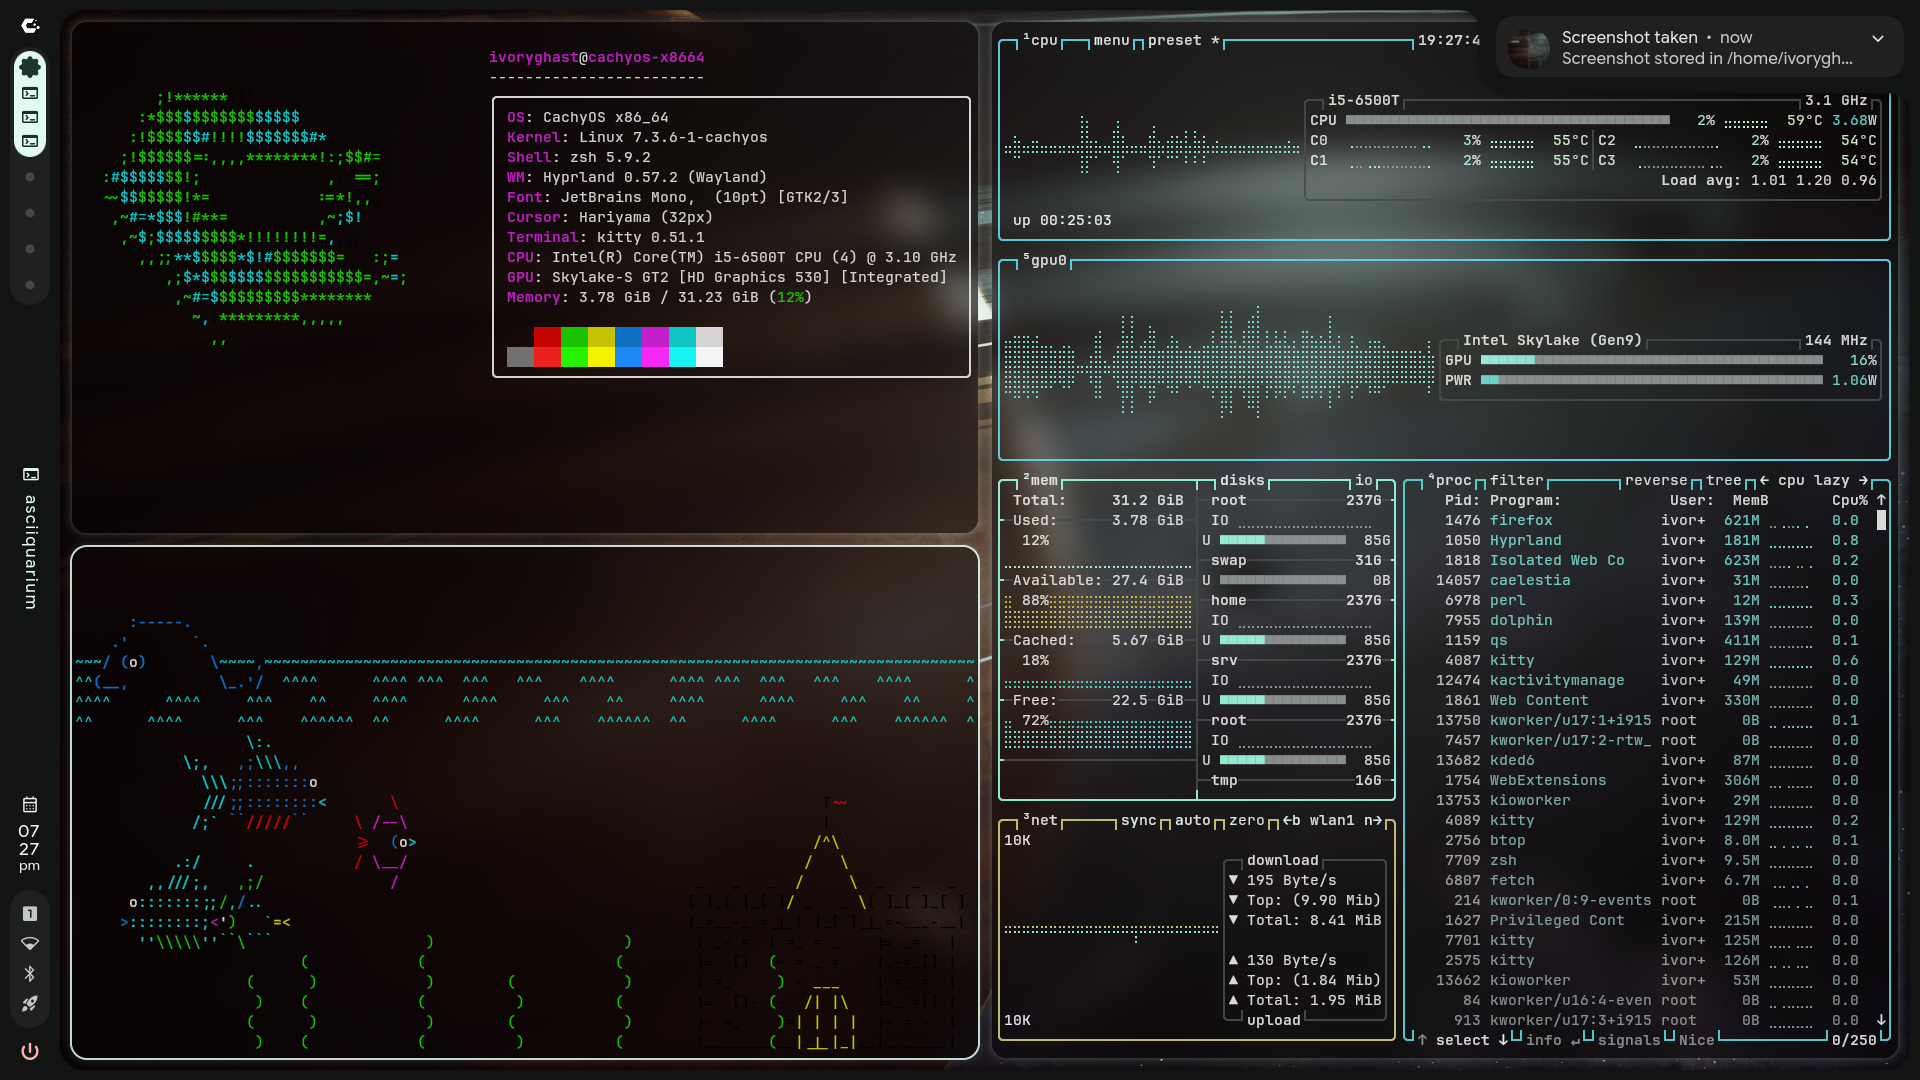 ivoryghast@cachyos-x8664
------------------------
OS: CachyOS x86_64
Kernel: Linux 7.3.6-1-cachyos
Shell: zsh 5.9.2
WM: Hyprland 0.57.2 (Wayland)
Font: JetBrains Mono,  (10pt) [GTK2/3]
Cursor: Hariyama (32px)
Terminal: kitty 0.51.1
CPU: Intel(R) Core(TM) i5-6500T CPU (4) @ 3.10 GHz
GPU: Skylake-S GT2 [HD Graphics 530] [Integrated]
Memory: 3.78 GiB / 31.23 GiB (12%)
asciiquarium
07
27
pm
1
¹cpu menu preset * 19:27:4
Screenshot taken • now
Screenshot stored in /home/ivorygh...
i5-6500T 3.1 GHz
CPU 2% 59°C 3.68W
C0 3% 55°C C2 2% 54°C
C1 2% 55°C C3 2% 54°C
Load avg: 1.01 1.20 0.96
up 00:25:03
⁵gpu0
Intel Skylake (Gen9) 144 MHz
GPU 16%
PWR 1.06W
²mem
Total: 31.2 GiB
Used: 3.78 GiB
12%
Available: 27.4 GiB
88%
Cached: 5.67 GiB
18%
Free: 22.5 GiB
72%
disks io
root 237G
IO
U 85G
swap 31G
U 0B
home 237G
IO
U 85G
srv 237G
IO
U 85G
root 237G
IO
U 85G
tmp 16G
³net sync auto zero ←b wlan1 n→
10K
download
▼ 195 Byte/s
▼ Top: (9.90 Mib)
▼ Total: 8.41 MiB
▲ 130 Byte/s
▲ Top: (1.84 Mib)
▲ Total: 1.95 MiB
upload
10K
⁴proc filter reverse tree ← cpu lazy →
Pid: Program: User: MemB Cpu% ↑
1476 firefox ivor+ 621M 0.0
1050 Hyprland ivor+ 181M 0.8
1818 Isolated Web Co ivor+ 623M 0.2
14057 caelestia ivor+ 31M 0.0
6978 perl ivor+ 12M 0.3
7955 dolphin ivor+ 139M 0.0
1159 qs ivor+ 411M 0.1
4087 kitty ivor+ 129M 0.6
12474 kactivitymanage ivor+ 49M 0.0
1861 Web Content ivor+ 330M 0.0
13750 kworker/u17:1+i915 root 0B 0.1
7457 kworker/u17:2-rtw_ root 0B 0.0
13682 kded6 ivor+ 87M 0.0
1754 WebExtensions ivor+ 306M 0.0
13753 kioworker ivor+ 29M 0.0
4089 kitty ivor+ 129M 0.2
2756 btop ivor+ 8.0M 0.1
7709 zsh ivor+ 9.5M 0.0
6807 fetch ivor+ 6.7M 0.0
214 kworker/0:9-events root 0B 0.1
1627 Privileged Cont ivor+ 215M 0.0
7701 kitty ivor+ 125M 0.0
2575 kitty ivor+ 126M 0.0
13662 kioworker ivor+ 53M 0.0
84 kworker/u16:4-even root 0B 0.0
913 kworker/u17:3+i915 root 0B 0.0 ↓
↑ select ↓ info ↵ signals Nice 0/250